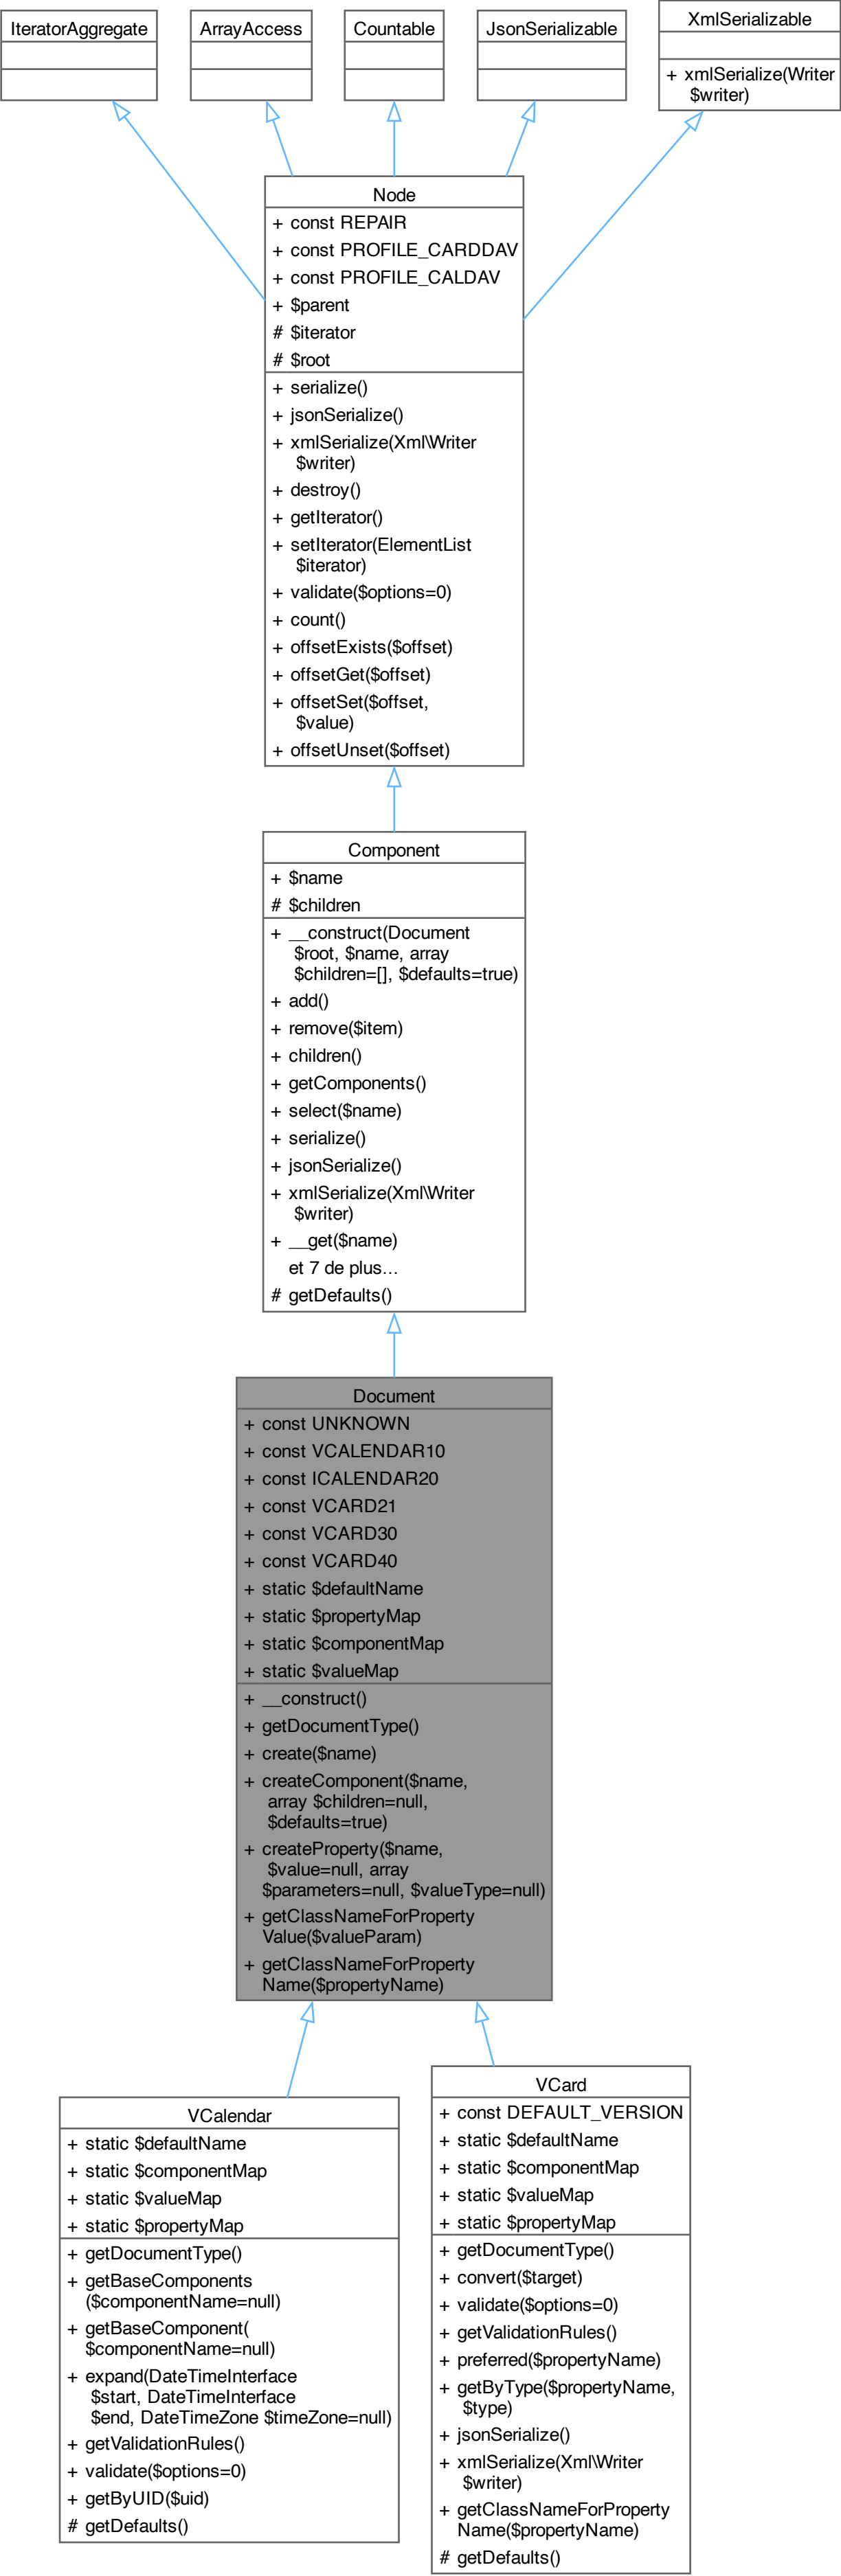 IteratorAggregate
ArrayAccess
Countable
JsonSerializable
XmlSerializable
+ xmlSerialize(Writer
$writer)
Node
+ const REPAIR
+ const PROFILE_CARDDAV
+ const PROFILE_CALDAV
+ $parent
# $iterator
# $root
+ serialize()
+ jsonSerialize()
+ xmlSerialize(Xml\Writer
$writer)
+ destroy()
+ getIterator()
+ setIterator(ElementList
$iterator)
+ validate($options=0)
+ count()
+ offsetExists($offset)
+ offsetGet($offset)
+ offsetSet($offset,
$value)
+ offsetUnset($offset)
Component
+ $name
# $children
+ __construct(Document
$root, $name, array
$children=[], $defaults=true)
+ add()
+ remove($item)
+ children()
+ getComponents()
+ select($name)
+ serialize()
+ jsonSerialize()
+ xmlSerialize(Xml\Writer
$writer)
+ __get($name)
et 7 de plus...
# getDefaults()
Document
+ const UNKNOWN
+ const VCALENDAR10
+ const ICALENDAR20
+ const VCARD21
+ const VCARD30
+ const VCARD40
+ static $defaultName
+ static $propertyMap
+ static $componentMap
+ static $valueMap
+ __construct()
+ getDocumentType()
+ create($name)
+ createComponent($name,
array $children=null,
$defaults=true)
+ createProperty($name,
$value=null, array
$parameters=null, $valueType=null)
+ getClassNameForProperty
Value($valueParam)
+ getClassNameForProperty
Name($propertyName)
VCalendar
+ static $defaultName
+ static $componentMap
+ static $valueMap
+ static $propertyMap
+ getDocumentType()
+ getBaseComponents
($componentName=null)
+ getBaseComponent(
$componentName=null)
+ expand(DateTimeInterface
$start, DateTimeInterface
$end, DateTimeZone $timeZone=null)
+ getValidationRules()
+ validate($options=0)
+ getByUID($uid)
# getDefaults()
VCard
+ const DEFAULT_VERSION
+ static $defaultName
+ static $componentMap
+ static $valueMap
+ static $propertyMap
+ getDocumentType()
+ convert($target)
+ validate($options=0)
+ getValidationRules()
+ preferred($propertyName)
+ getByType($propertyName,
$type)
+ jsonSerialize()
+ xmlSerialize(Xml\Writer
$writer)
+ getClassNameForProperty
Name($propertyName)
# getDefaults()